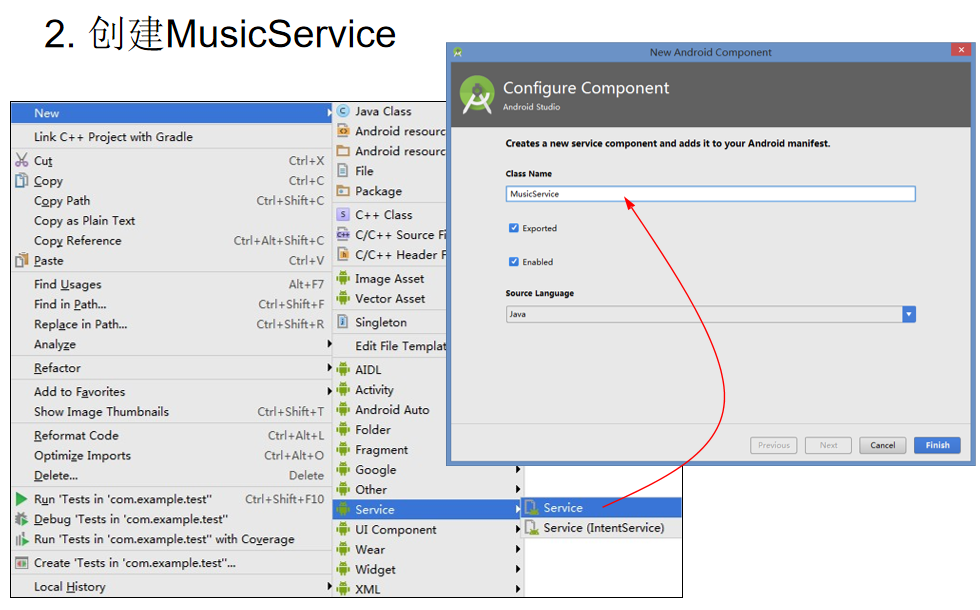 2. 创建MusicService
New
Link C++ Project with Gradle
Cut Ctrl+X
Copy Ctrl+C
Copy Path Ctrl+Shift+C
Copy as Plain Text
Copy Reference Ctrl+Alt+Shift+C
Paste Ctrl+V
Find Usages Alt+F7
Find in Path... Ctrl+Shift+F
Replace in Path... Ctrl+Shift+R
Analyze
Refactor
Add to Favorites
Show Image Thumbnails Ctrl+Shift+T
Reformat Code Ctrl+Alt+L
Optimize Imports Ctrl+Alt+O
Delete... Delete
Run 'Tests in 'com.example.test'' Ctrl+Shift+F10
Debug 'Tests in 'com.example.test''
Run 'Tests in 'com.example.test'' with Coverage
Create 'Tests in 'com.example.test''...
Local History
C Java Class
Android resourc
Android resourc
File
Package
S C++ Class
C++ C/C++ Source Fi
h C/C++ Header F
Image Asset
Vector Asset
Singleton
Edit File Templat
AIDL
Activity
Android Auto
Folder
Fragment
Google
Other
Service
UI Component
Wear
Widget
XML
Service
Service (IntentService)
New Android Component
Configure Component
Android Studio
Creates a new service component and adds it to your Android manifest.
Class Name
MusicService
Exported
Enabled
Source Language
Java
Previous Next Cancel Finish